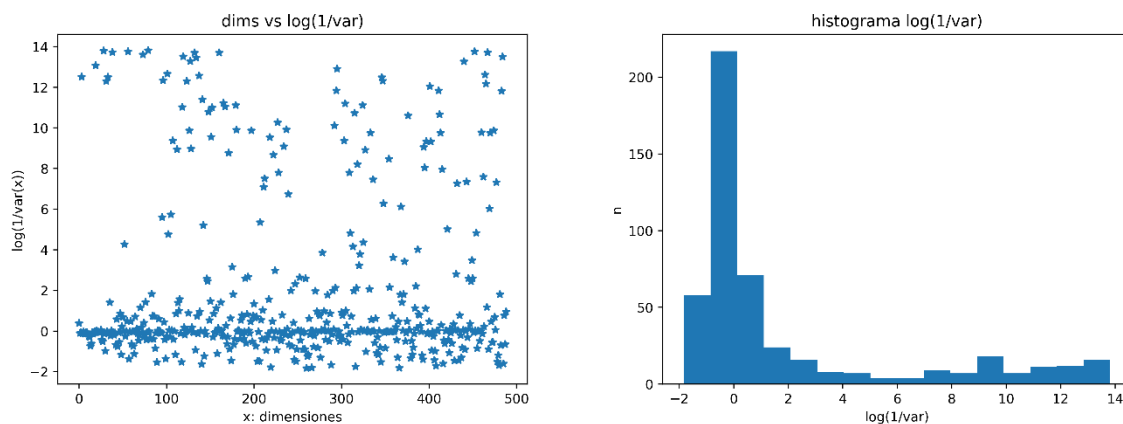 dims vs log(1/var)
14
12
10
8
6
4
2
0
−2
log(1/var(x))
0 100 200 300 400 500
x: dimensiones
histograma log(1/var)
200
150
100
50
0
n
−2 0 2 4 6 8 10 12 14
log(1/var)